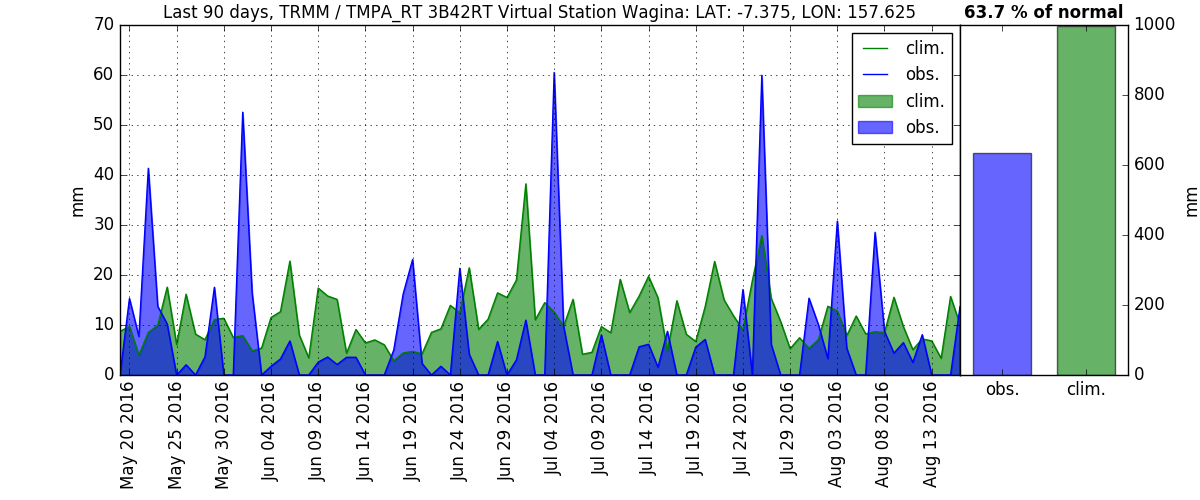 Last 90 days, TRMM / TMPA_RT 3B42RT Virtual Station Wagina: LAT: -7.375, LON: 157.625
63.7 % of normal
70
60
50
40
30
20
10
0
mm
clim.
obs.
clim.
obs.
1000
800
600
400
200
0
mm
May 20 2016
May 25 2016
May 30 2016
Jun 04 2016
Jun 09 2016
Jun 14 2016
Jun 19 2016
Jun 24 2016
Jun 29 2016
Jul 04 2016
Jul 09 2016
Jul 14 2016
Jul 19 2016
Jul 24 2016
Jul 29 2016
Aug 03 2016
Aug 08 2016
Aug 13 2016
obs.
clim.